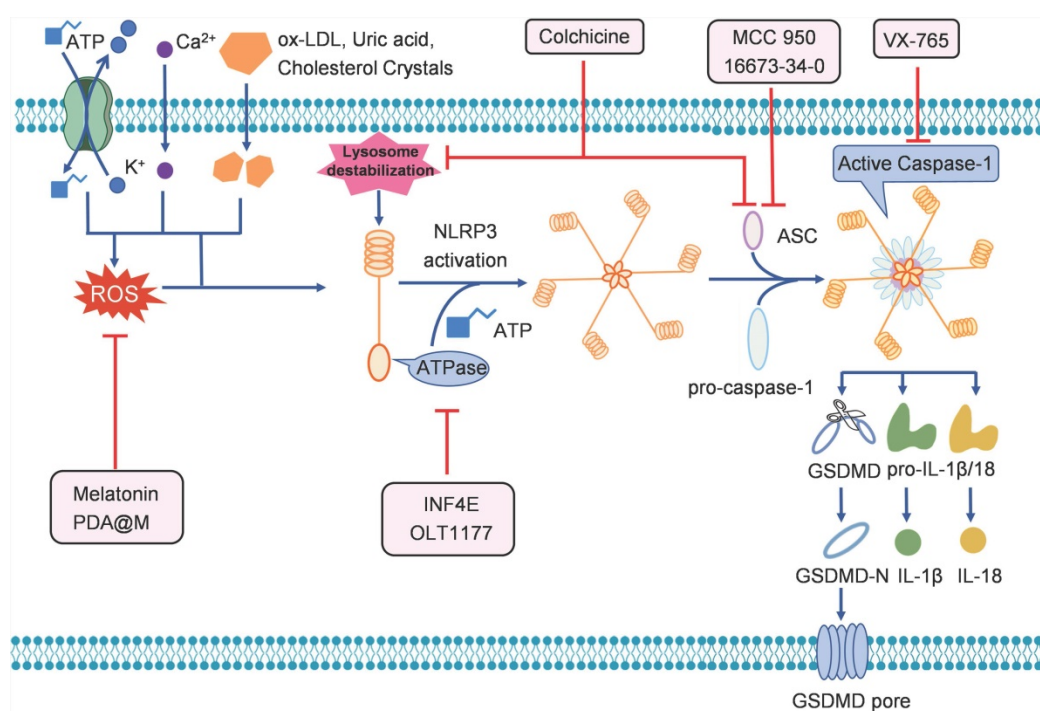 ATP
Ca²⁺
ox-LDL, Uric acid,
Cholesterol Crystals
Colchicine
MCC 950
16673-34-0
VX-765
K⁺
Lysosome
destabilization
Active Caspase-1
NLRP3
activation
ASC
ROS
ATP
ATPase
pro-caspase-1
Melatonin
PDA@M
INF4E
OLT1177
GSDMD
pro-IL-1β/18
GSDMD-N
IL-1β
IL-18
GSDMD pore